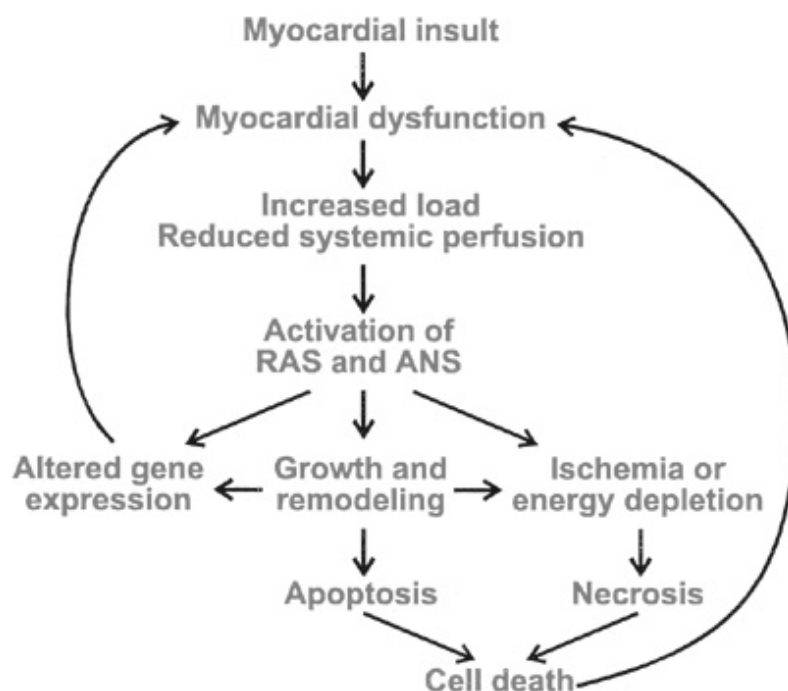 Myocardial insult
Myocardial dysfunction
Increased load
Reduced systemic perfusion
Activation of
RAS and ANS
Altered gene
expression
Growth and
remodeling
Ischemia or
energy depletion
Apoptosis
Necrosis
Cell death